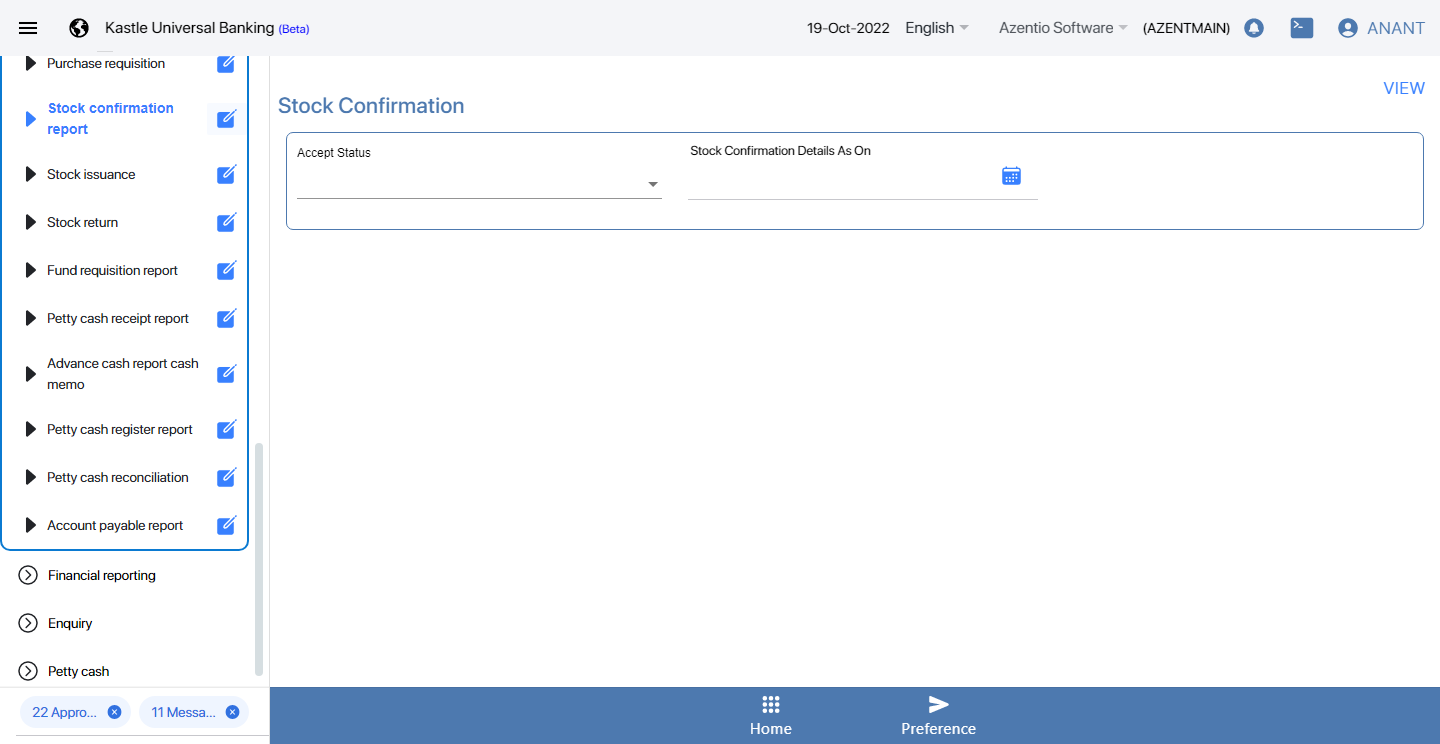 Kastle Universal Banking (Beta)
19-Oct-2022
English
Azentio Software
(AZENTMAIN)
ANANT
Purchase requisition
Stock confirmation
report
Stock issuance
Stock return
Fund requisition report
Petty cash receipt report
Advance cash report cash
memo
Petty cash register report
Petty cash reconciliation
Account payable report
Financial reporting
Enquiry
Petty cash
22 Appro...
11 Messa...
VIEW
Stock Confirmation
Accept Status
Stock Confirmation Details As On
Home
Preference